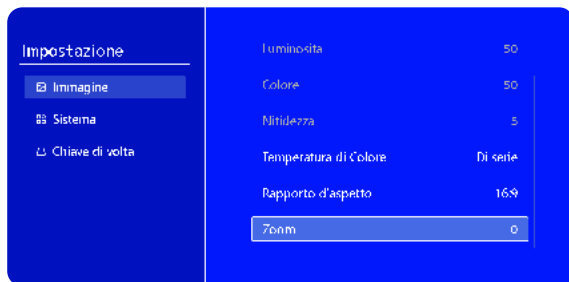 Impostazione
Immagine
Sistema
Chiave di volta
Luminosita 50
Colore 50
Nitidezza 5
Temperatura di Colore Di serie
Rapporto d'aspetto 16:9
Zoom 0